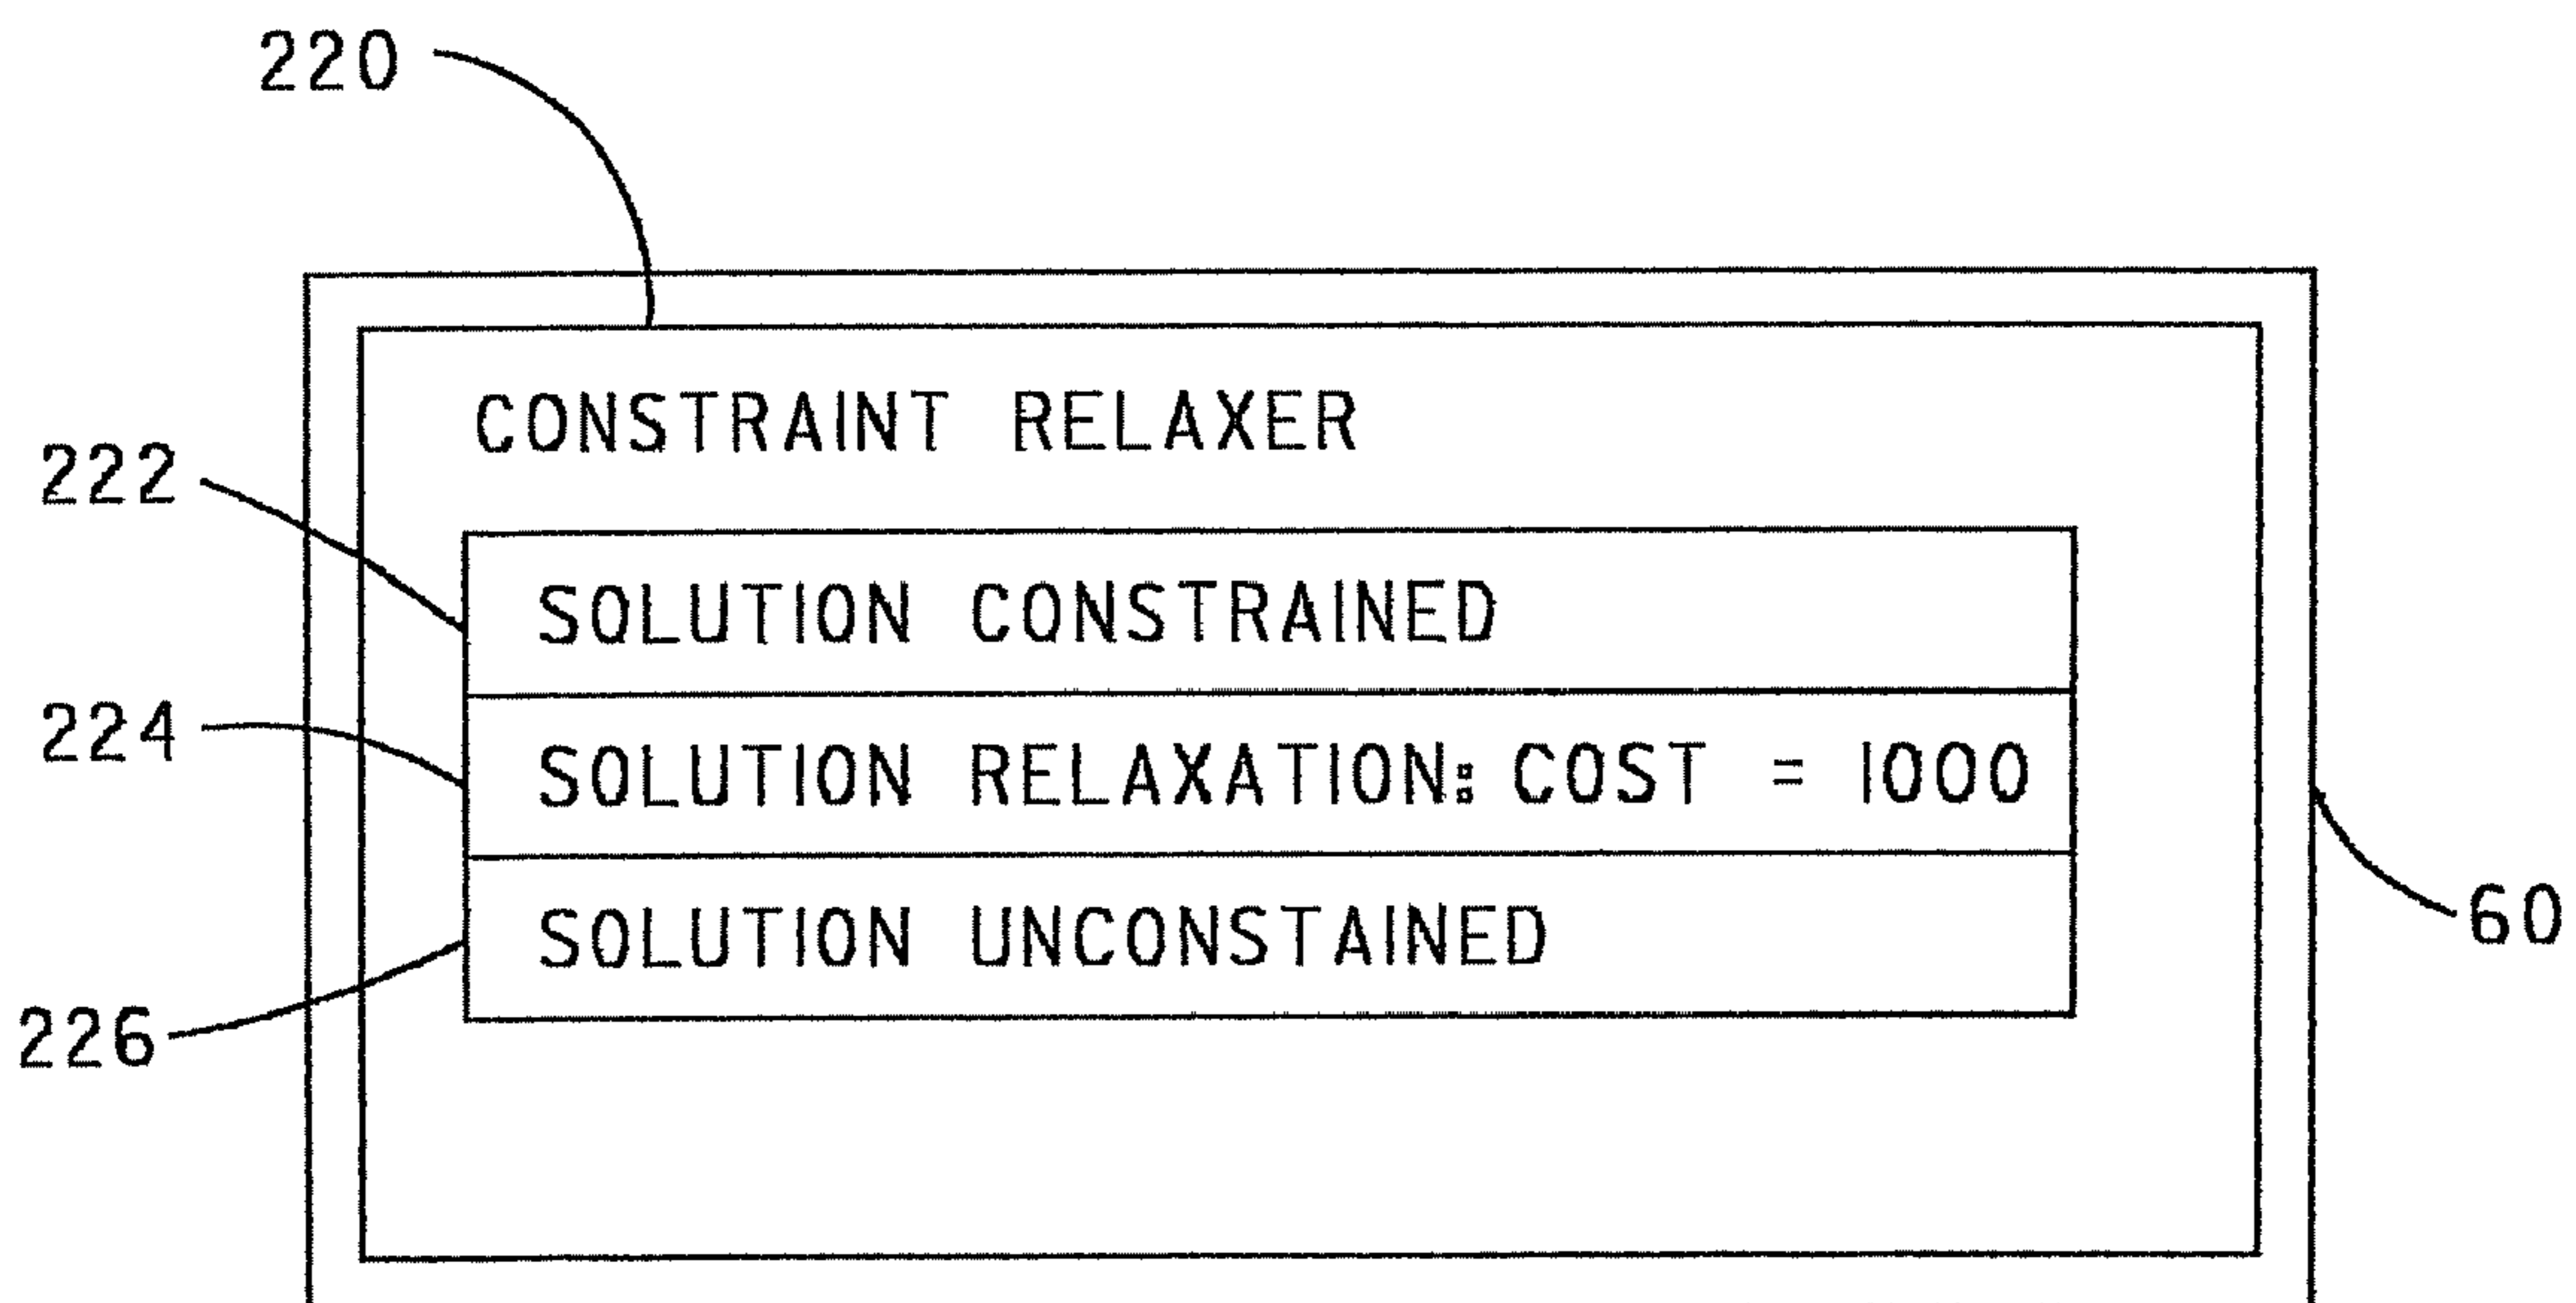 220
CONSTRAINT RELAXER
222
SOLUTION CONSTRAINED
224
SOLUTION RELAXATION: COST = 1000
SOLUTION UNCONSTAINED
60
226